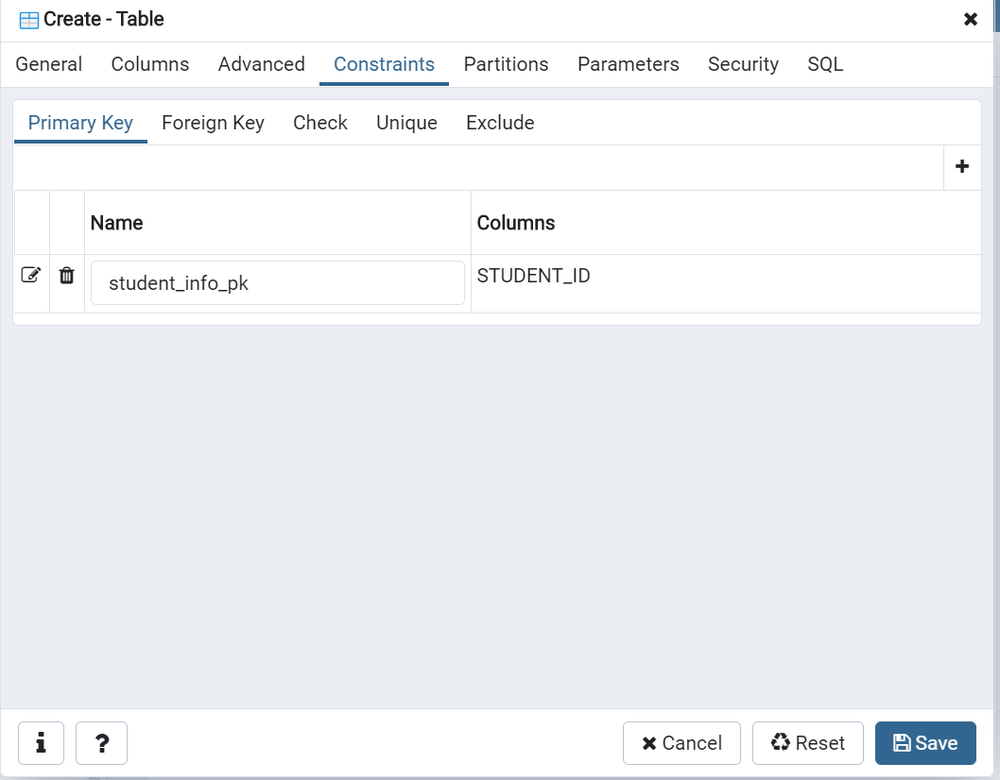 Create - Table
General Columns Advanced Constraints Partitions Parameters Security SQL
Primary Key Foreign Key Check Unique Exclude
Name Columns
student_info_pk STUDENT_ID
Cancel Reset Save